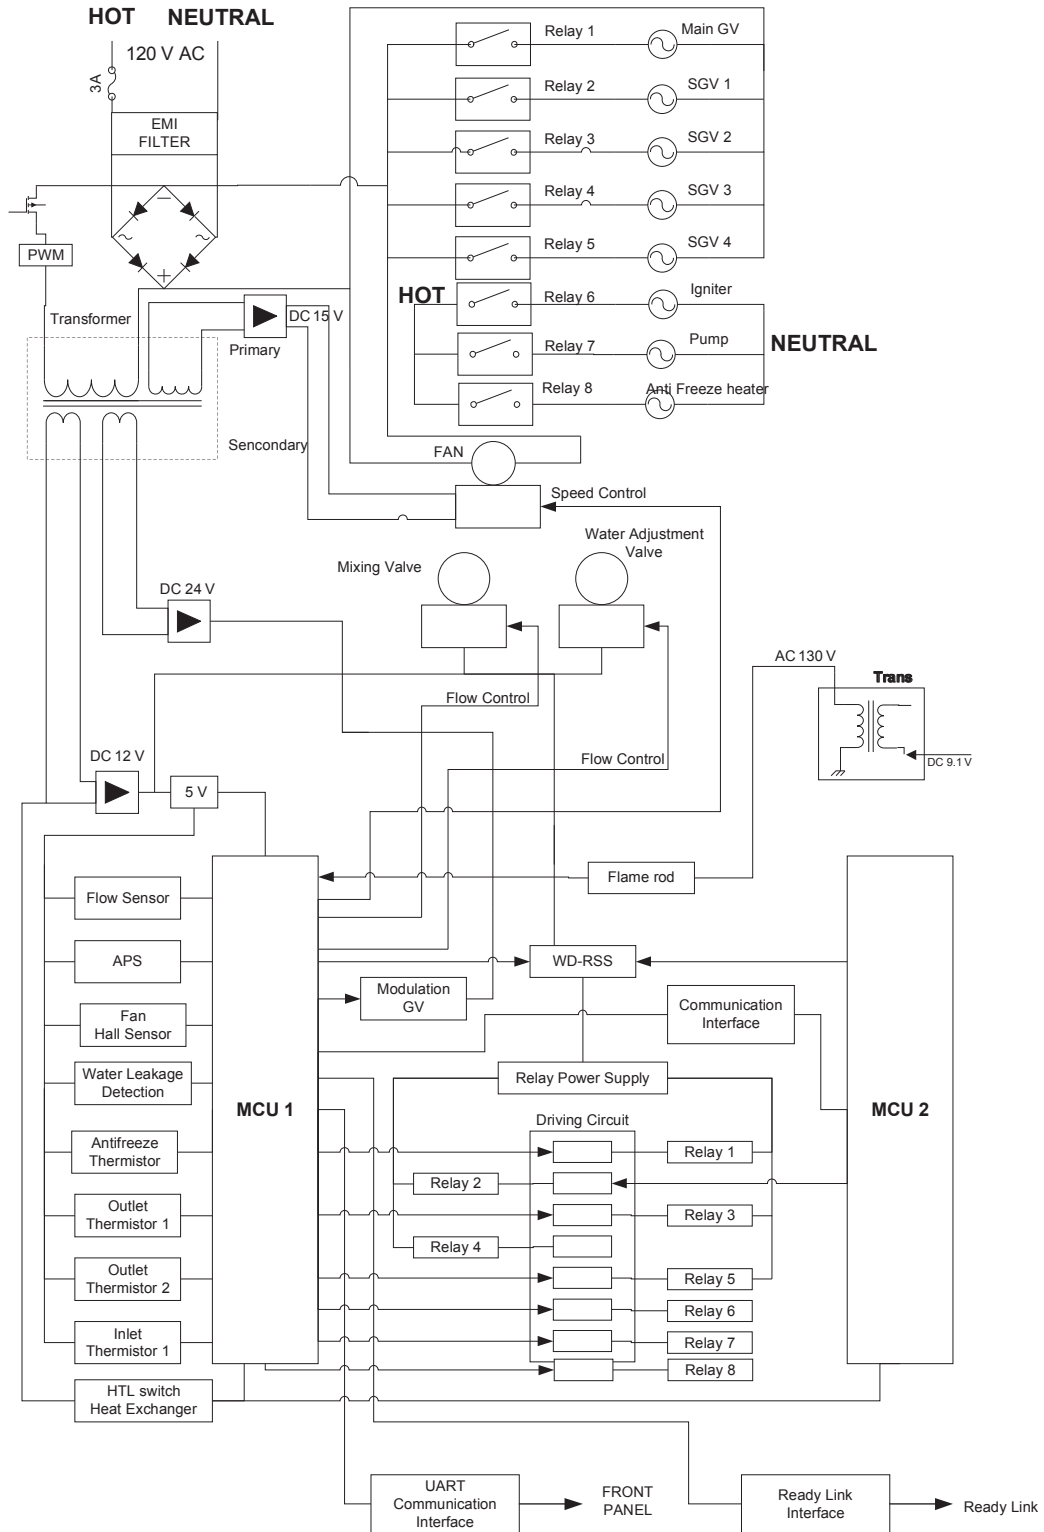 HOT NEUTRAL
120 V AC
3A
EMI
FILTER
PWM
Transformer
DC 15 V
Primary
Sencondary
Relay 1
Main GV
Relay 2
SGV 1
Relay 3
SGV 2
Relay 4
SGV 3
Relay 5
SGV 4
HOT
Relay 6
Igniter
Relay 7
Pump
NEUTRAL
Relay 8
Anti Freeze heater
FAN
Speed Control
Water Adjustment
Valve
Mixing Valve
DC 24 V
AC 130 V
Trans
DC 9.1 V
Flow Control
Flow Control
DC 12 V
5 V
Flow Sensor
APS
Fan
Hall Sensor
Water Leakage
Detection
Antifreeze
Thermistor
Outlet
Thermistor 1
Outlet
Thermistor 2
Inlet
Thermistor 1
HTL switch
Heat Exchanger
MCU 1
Flame rod
WD-RSS
Modulation
GV
Communication
Interface
Relay Power Supply
Driving Circuit
Relay 1
Relay 2
Relay 3
Relay 4
Relay 5
Relay 6
Relay 7
Relay 8
MCU 2
UART
Communication
Interface
FRONT
PANEL
Ready Link
Interface
Ready Link